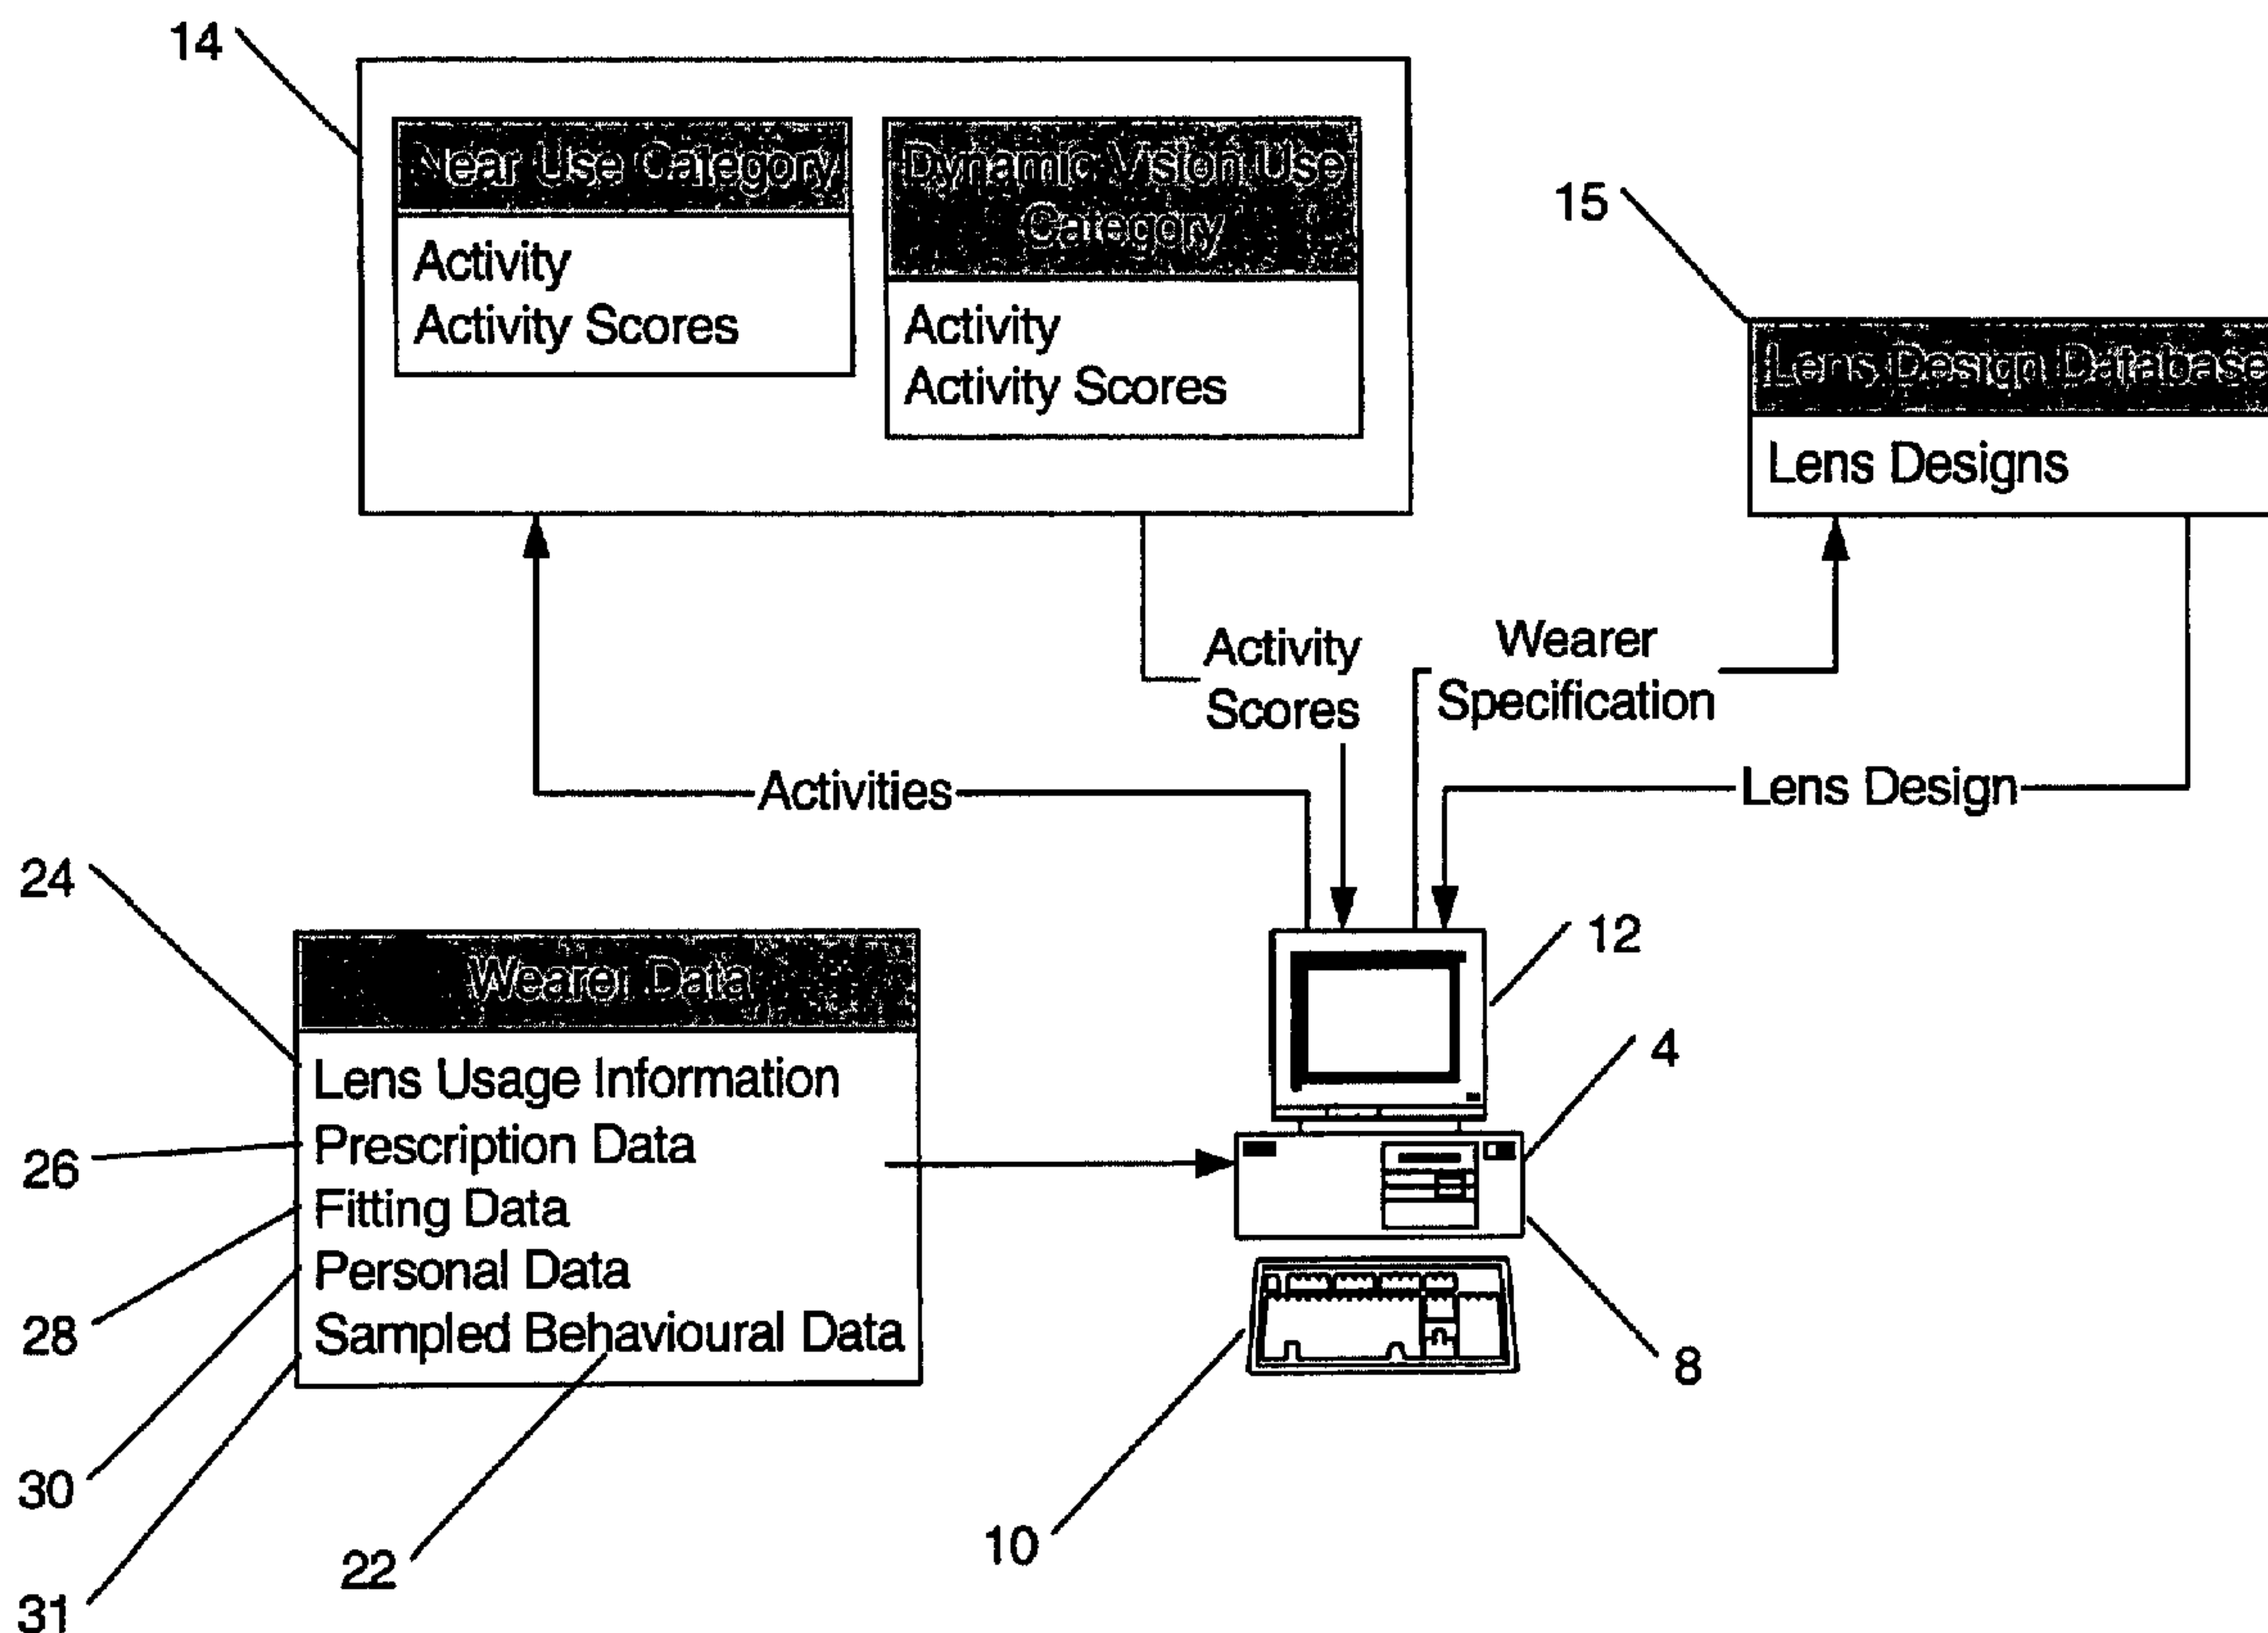 14
Near Use Category
Activity
Activity Scores
Dynamic Vision Use
Category
Activity
Activity Scores
15
Lens Design Database
Lens Designs
Activity
Scores
Wearer
Specification
Activities
Lens Design
24
Wearer Data
Lens Usage Information
Prescription Data
Fitting Data
Personal Data
Sampled Behavioural Data
26
28
30
31
22
12
4
8
10